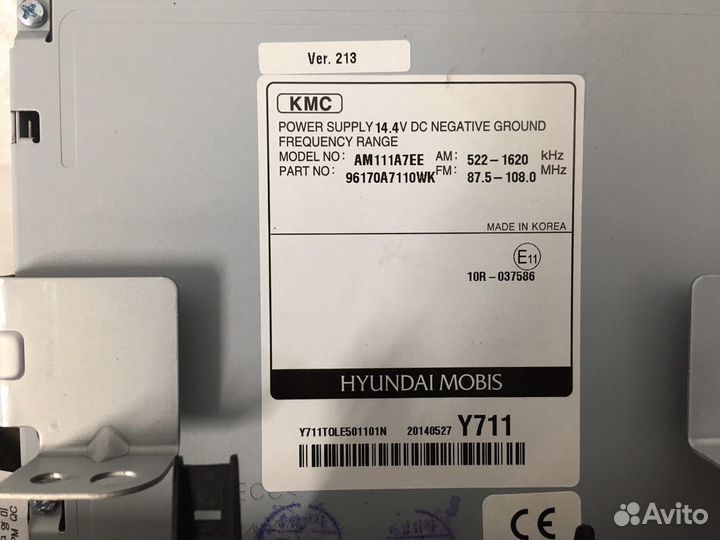 Ver. 213
KMC
POWER SUPPLY 14.4V DC NEGATIVE GROUND
FREQUENCY RANGE
MODEL NO: AM111A7EE AM: 522-1620 kHz
PART NO: 96170A7110WK FM: 87.5-108.0 MHz
MADE IN KOREA
E11
10R-037586
HYUNDAI MOBIS
Y711TOLE501101N 20140527 Y711
CE
QC
Avito